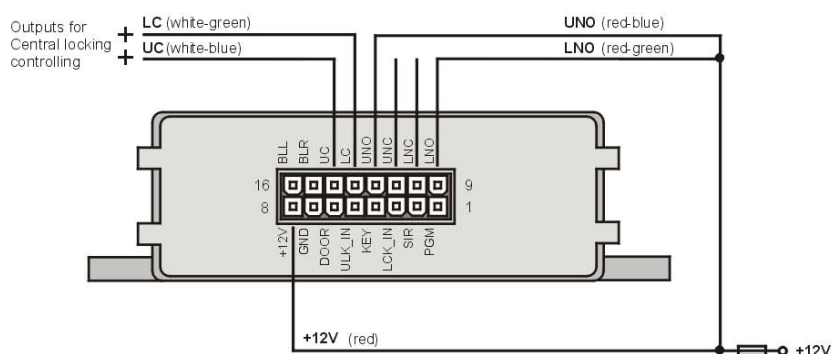 Outputs for
Central locking
controlling
+ LC (white-green)
+ UC (white-blue)
UNO (red-blue)
LNO (red-green)
BLL
BLR
UC
LC
UNO
UNC
LNC
LNO
16
9
8
1
+12V
GND
DOOR
ULK_IN
KEY
LCK_IN
SIR
PGM
+12V (red)
+12V